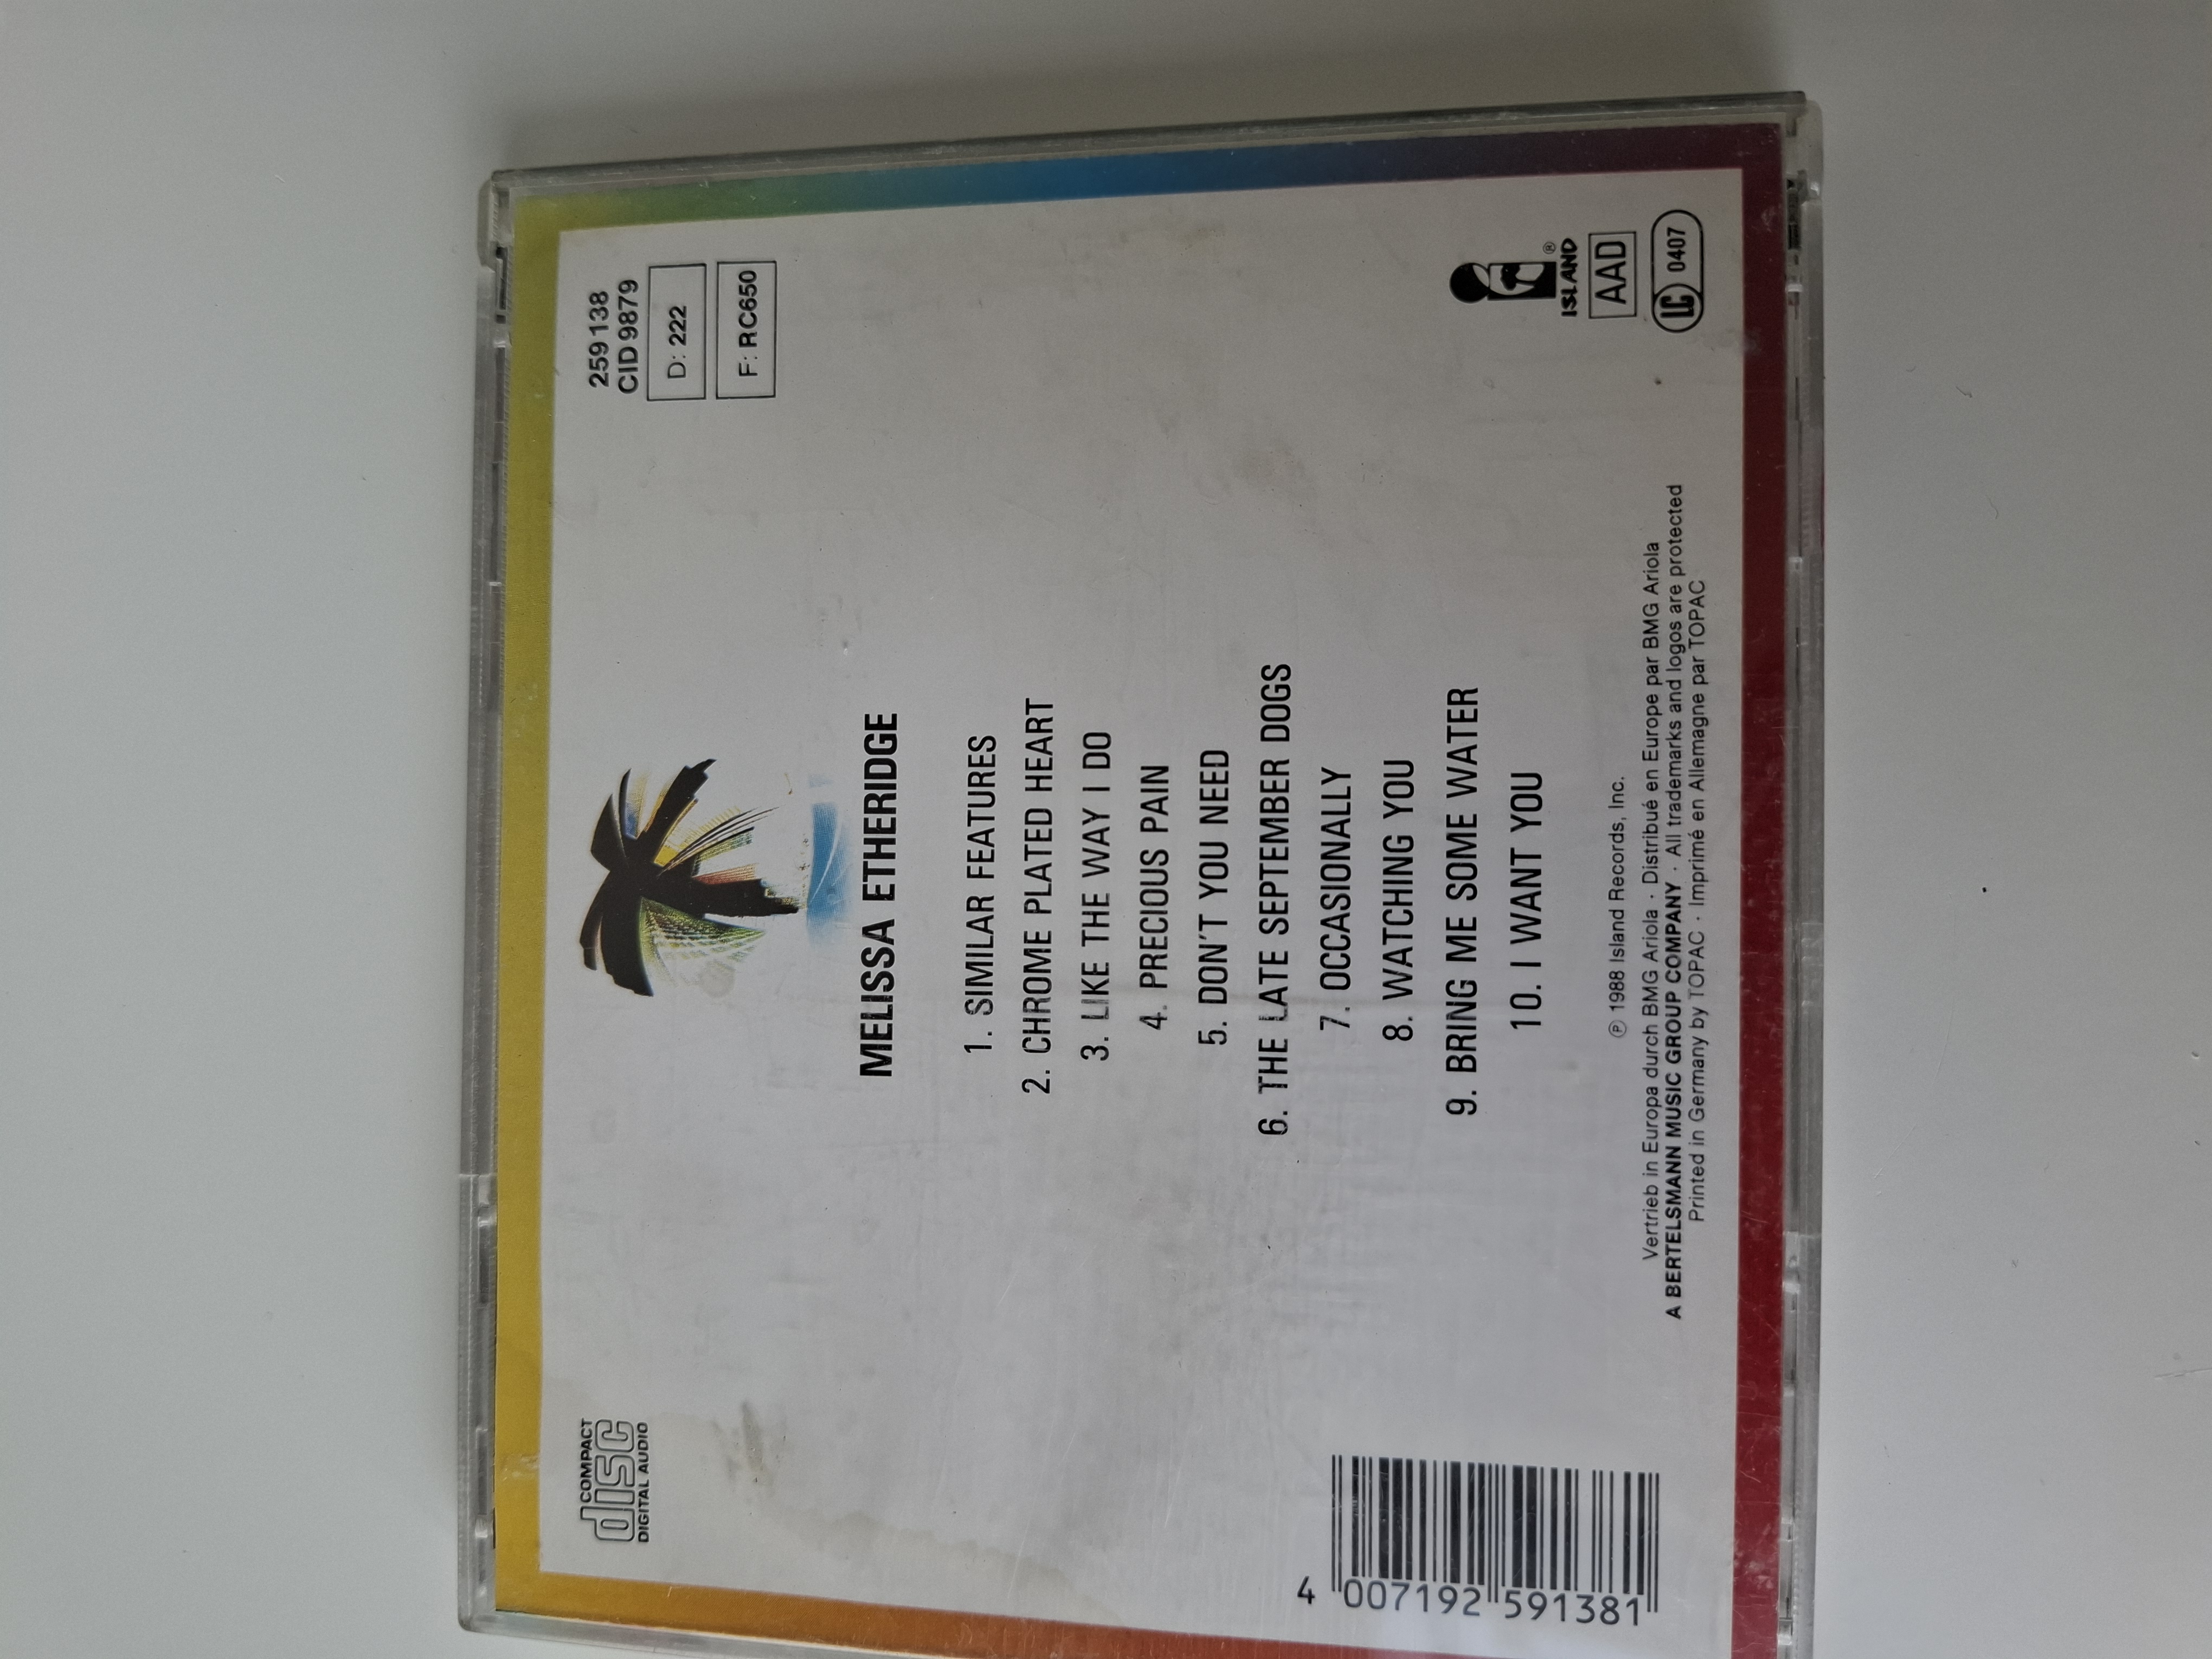 COMPACT
disc
DIGITAL AUDIO
259 138
CID 9879
D: 222
F: RC650
MELISSA ETHERIDGE
1. SIMILAR FEATURES
2. CHROME PLATED HEART
3. LIKE THE WAY I DO
4. PRECIOUS PAIN
5. DON'T YOU NEED
6. THE LATE SEPTEMBER DOGS
7. OCCASIONALLY
8. WATCHING YOU
9. BRING ME SOME WATER
10. I WANT YOU
℗ 1988 Island Records, Inc.
Vertrieb in Europa durch BMG Ariola · Distribué en Europe par BMG Ariola
A BERTELSMANN MUSIC GROUP COMPANY · All trademarks and logos are protected
Printed in Germany by TOPAC · Imprimé en Allemagne par TOPAC
4 007192 591381
ISLAND ®
AAD
LC 0407